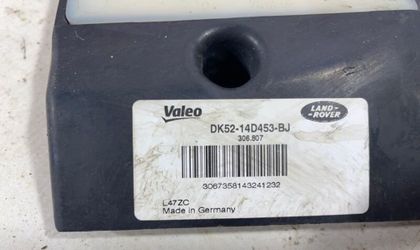 Valeo
DK52-14D453-BJ
306.807
LAND-
-ROVER
3067358143241232
L47ZC
Made in Germany